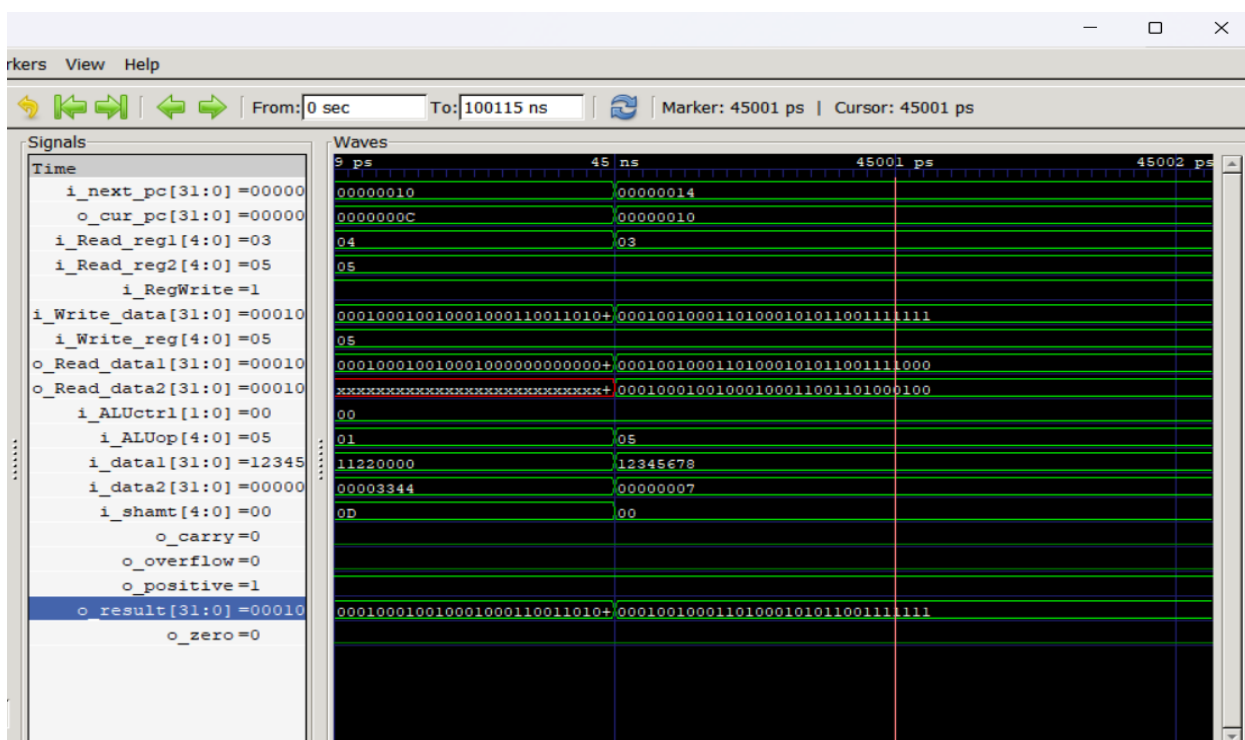 rkers View Help
From: 0 sec To: 100115 ns Marker: 45001 ps | Cursor: 45001 ps
Signals Waves
Time 9 ps 45 ns 45001 ps 45002 ps
i_next_pc[31:0] =00000 00000010 00000014
o_cur_pc[31:0] =00000 0000000C 00000010
i_Read_reg1[4:0] =03 04 03
i_Read_reg2[4:0] =05 05
i_RegWrite =1
i_Write_data[31:0] =00010 0001000100100010001100110​10+ 00010010001101000101011001111111
i_Write_reg[4:0] =05 05
o_Read_data1[31:0] =00010 000100010010001000000000000+ 00010010001101000101011001111000
o_Read_data2[31:0] =00010 xxxxxxxxxxxxxxxxxxxxxxxxxxx+ 00010001001000100011001101000100
i_ALUctrl[1:0] =00 00
i_ALUop[4:0] =05 01 05
i_data1[31:0] =12345 11220000 12345678
i_data2[31:0] =00000 00003344 00000007
i_shamt[4:0] =00 0D 00
o_carry =0
o_overflow =0
o_positive =1
o_result[31:0] =00010 000100010010001000110011010+ 00010010001101000101011001111111
o_zero =0